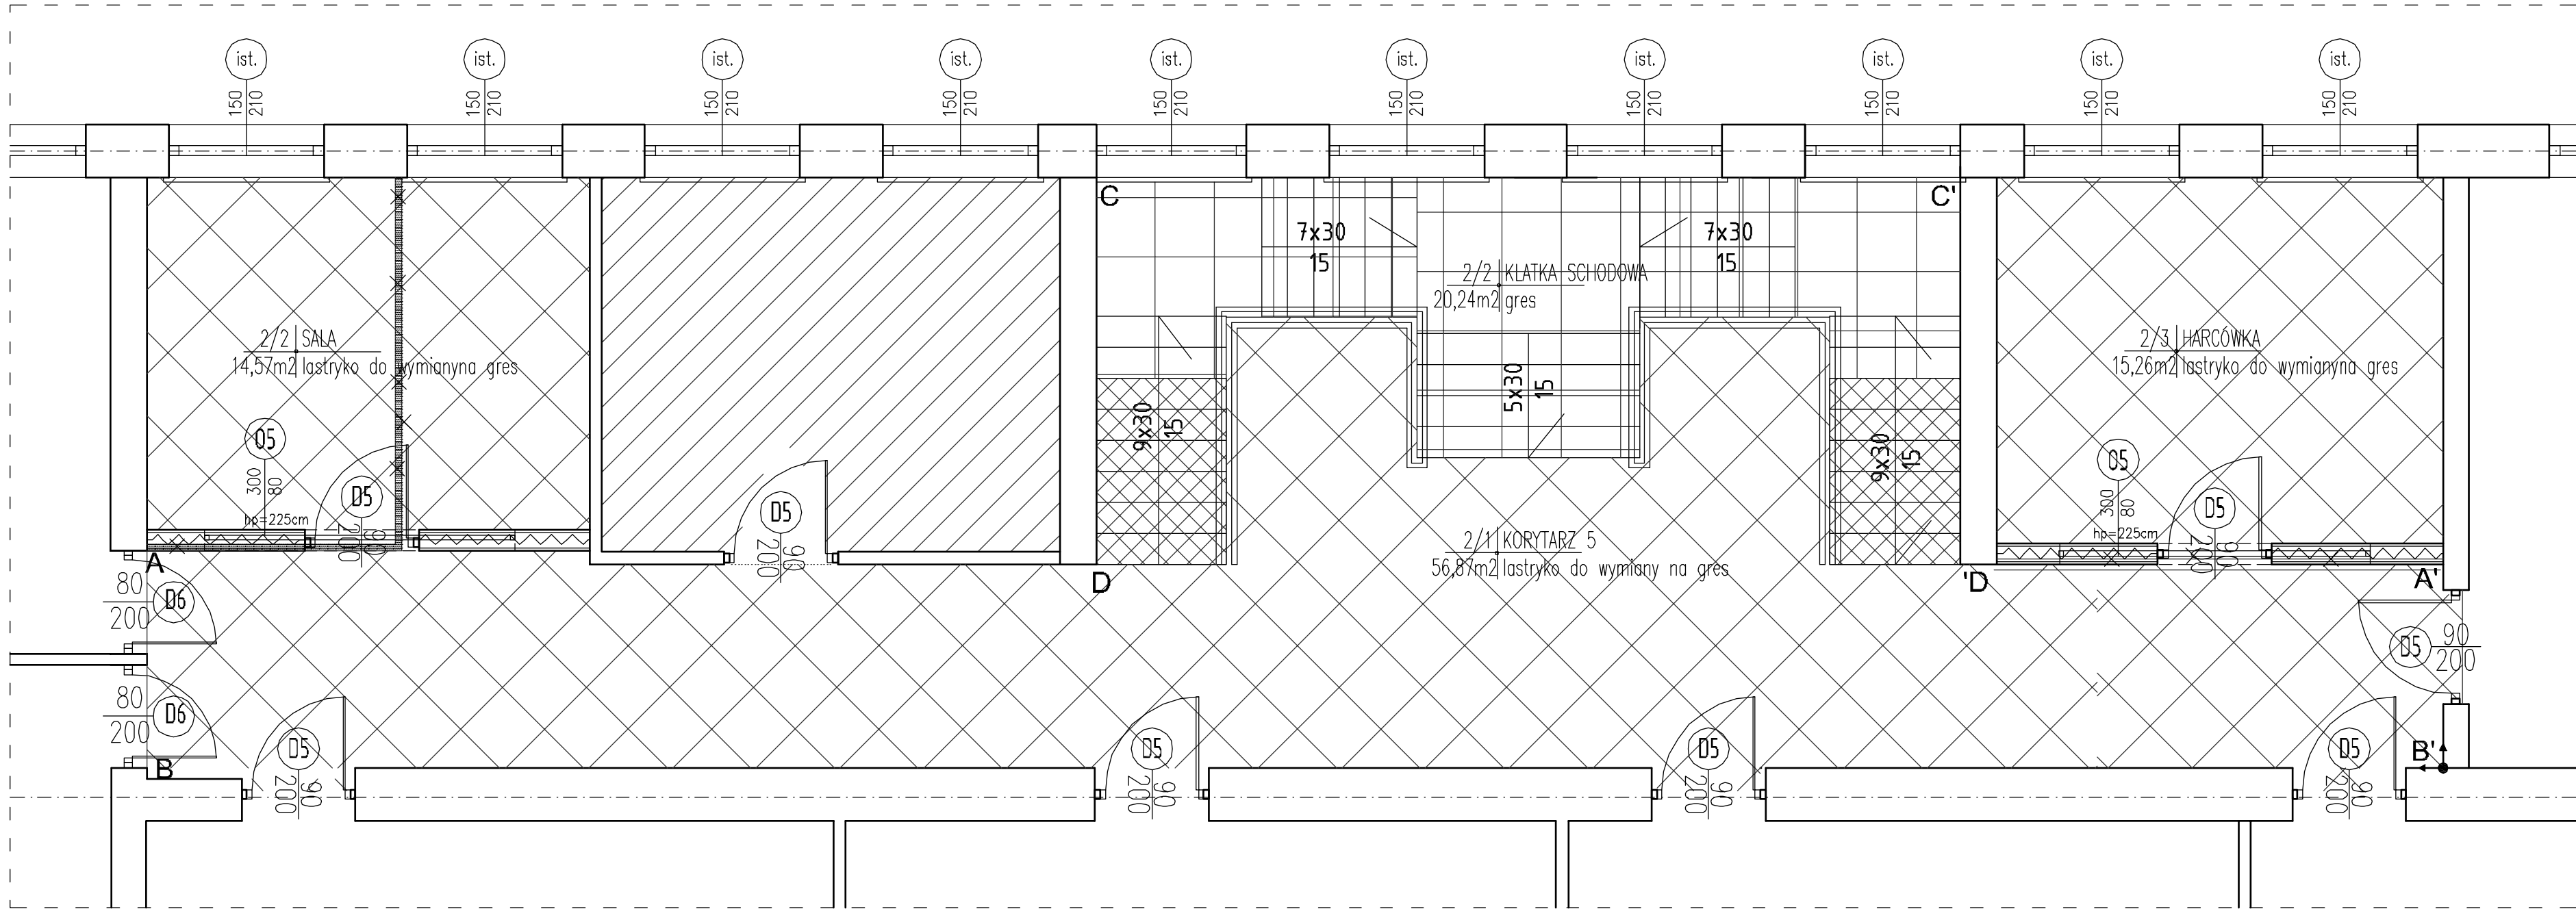 ist. ist. ist. ist. ist. ist. ist. ist. ist. ist.
150 210 150 210 150 210 150 210 150 210 150 210 150 210 150 210 150 210 150 210
C C'
7x30 7x30
15 15
2/2 KLATKA SCHODOWA
20,24m2 gres
2/2 SALA
14,57m2 lastryko do wymianyna gres
2/3 HARCÓWKA
15,26m2 lastryko do wymianyna gres
5x30
15
9x30
15
9x30
15
O5
300
80
hp=225cm
D5
90
200
D5
90
200
O5
300
80
hp=225cm
D5
90
200
2/1 KORYTARZ 5
56,87m2 lastryko do wymiany na gres
A D 'D A'
80
200
D6
80
200
D6
D5
90
200
B B'
D5
90
200
D5
90
200
D5
90
200
D5
90
200